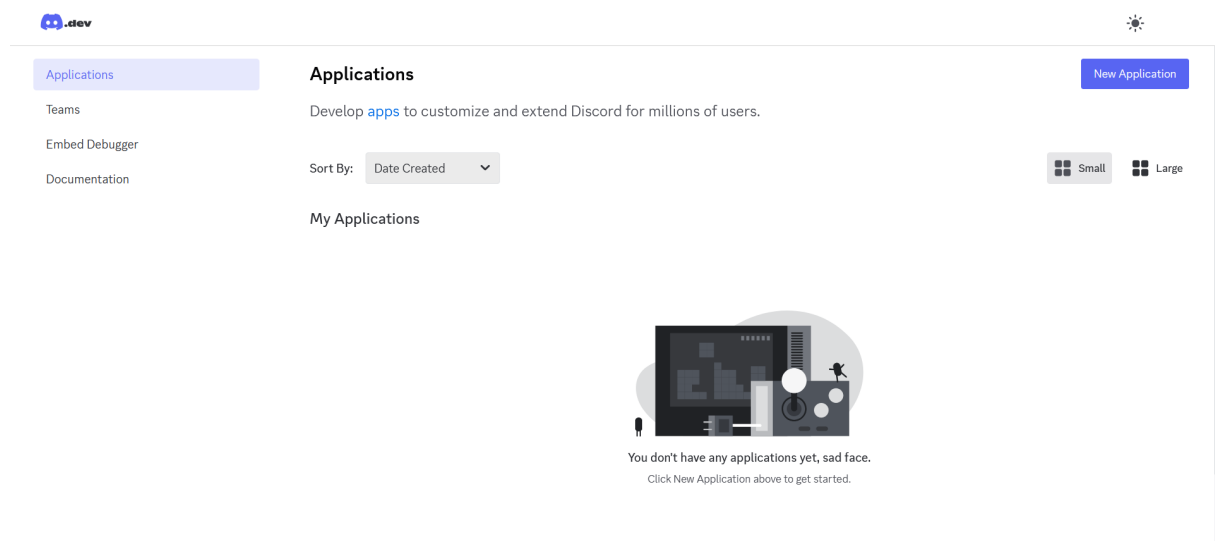 .dev
Applications
Teams
Embed Debugger
Documentation
Applications
New Application
Develop apps to customize and extend Discord for millions of users.
Sort By: Date Created
Small Large
My Applications
You don't have any applications yet, sad face.
Click New Application above to get started.